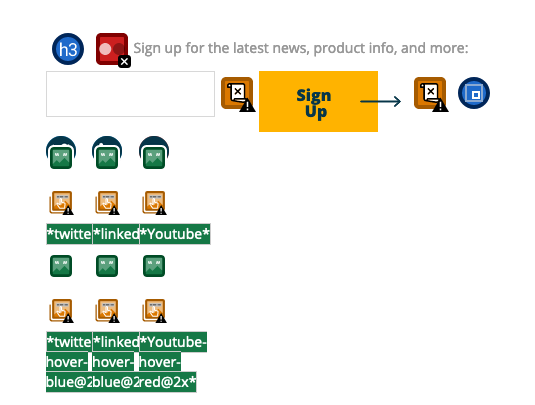 h3 Sign up for the latest news, product info, and more:
Sign
Up
*twitte *linked *Youtube*
*twitte *linked *Youtube-
hover- hover- hover-
blue@2 blue@2 red@2x*